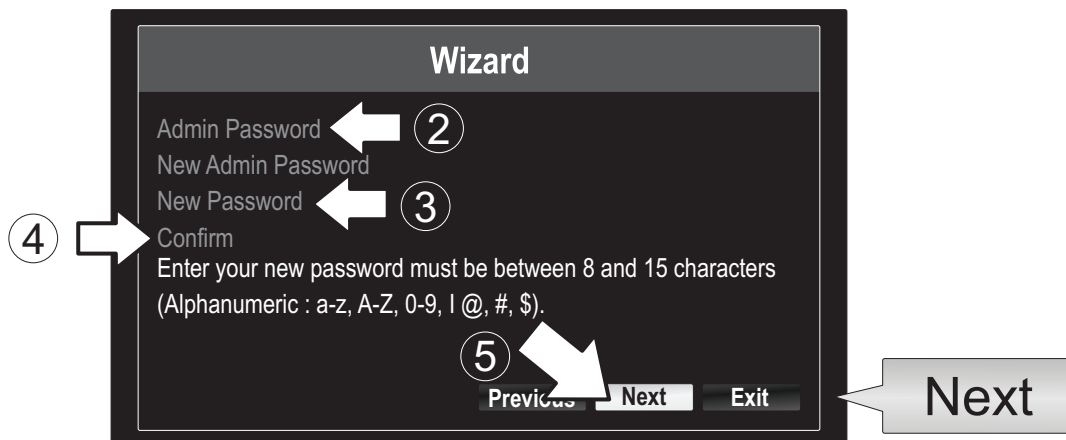 Wizard
Admin Password ②
New Admin Password
New Password ③
④ Confirm
Enter your new password must be between 8 and 15 characters
(Alphanumeric : a-z, A-Z, 0-9, I @, #, $).
⑤
Previous Next Exit
Next